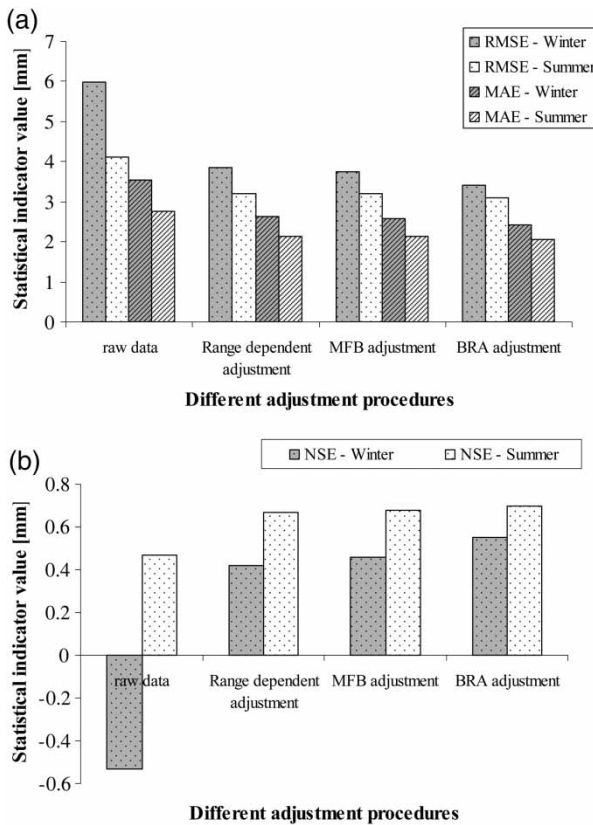 (a)
Statistical indicator value [mm]
7
6
5
4
3
2
1
0
RMSE - Winter
RMSE - Summer
MAE - Winter
MAE - Summer
raw data
Range dependent
adjustment
MFB adjustment
BRA adjustment
Different adjustment procedures
(b)
NSE - Winter
NSE - Summer
Statistical indicator value [mm]
0.8
0.6
0.4
0.2
0
-0.2
-0.4
-0.6
raw data
Range dependent
adjustment
MFB adjustment
BRA adjustment
Different adjustment procedures